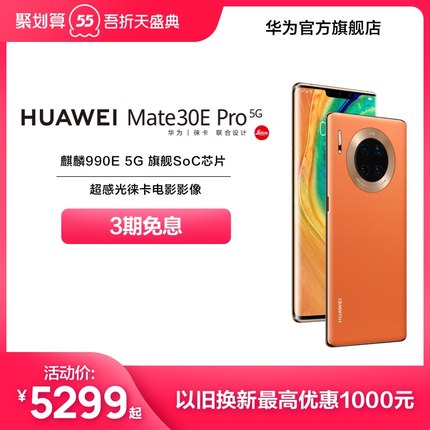 聚划算 55 吾折天盛典
华为官方旗舰店
HUAWEI Mate30E Pro 5G
华为 | 徕卡 联合设计
麒麟990E 5G 旗舰SoC芯片
超感光徕卡电影影像
3期免息
HUAWEI
活动价:
¥5299起
以旧换新最高优惠1000元